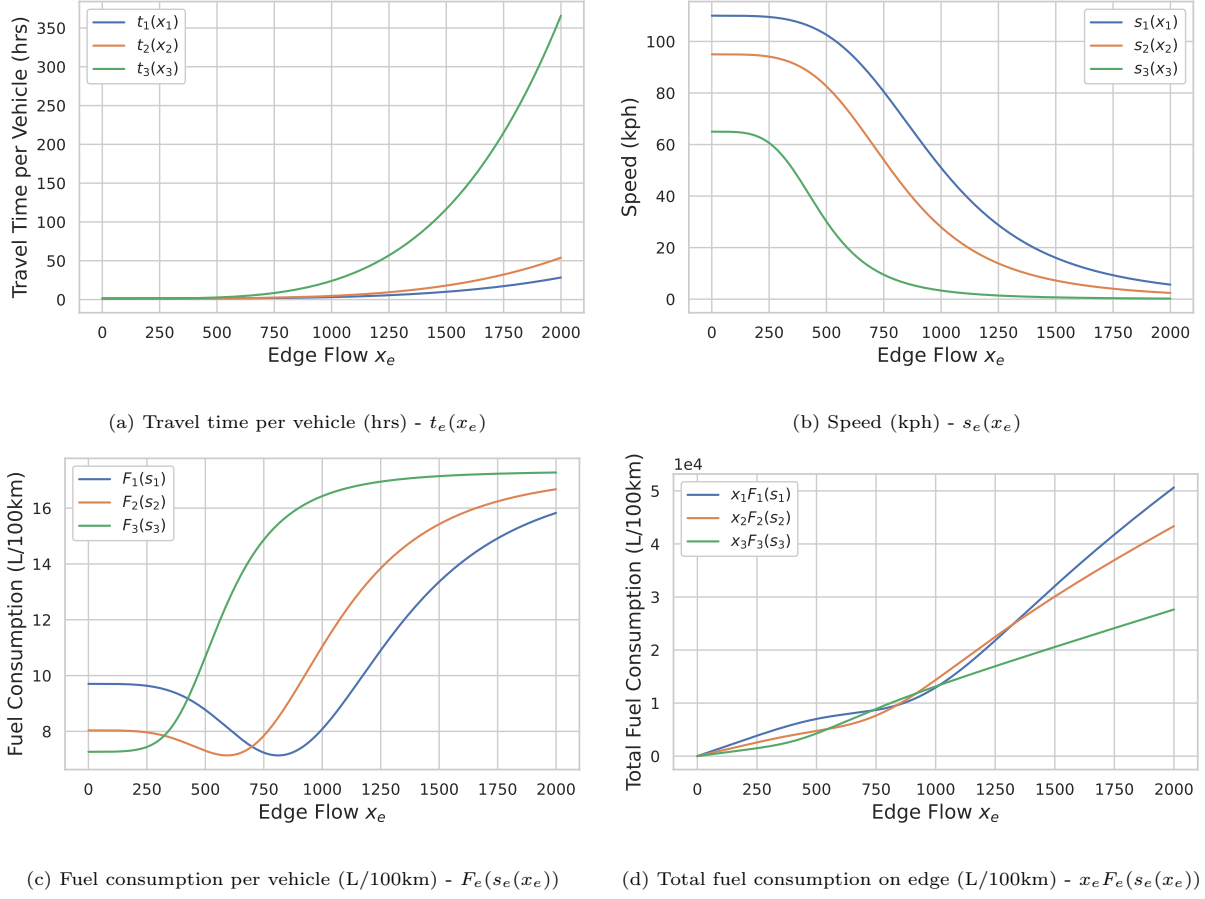 Travel Time per Vehicle (hrs)
350
300
250
200
150
100
50
0
t₁(x₁)
t₂(x₂)
t₃(x₃)
0 250 500 750 1000 1250 1500 1750 2000
Edge Flow xₑ
(a) Travel time per vehicle (hrs) - tₑ(xₑ)
Speed (kph)
100
80
60
40
20
0
s₁(x₁)
s₂(x₂)
s₃(x₃)
0 250 500 750 1000 1250 1500 1750 2000
Edge Flow xₑ
(b) Speed (kph) - sₑ(xₑ)
Fuel Consumption (L/100km)
16
14
12
10
8
F₁(s₁)
F₂(s₂)
F₃(s₃)
0 250 500 750 1000 1250 1500 1750 2000
Edge Flow xₑ
(c) Fuel consumption per vehicle (L/100km) - Fₑ(sₑ(xₑ))
Total Fuel Consumption (L/100km)
1e4
5
4
3
2
1
0
x₁F₁(s₁)
x₂F₂(s₂)
x₃F₃(s₃)
0 250 500 750 1000 1250 1500 1750 2000
Edge Flow xₑ
(d) Total fuel consumption on edge (L/100km) - xₑFₑ(sₑ(xₑ))